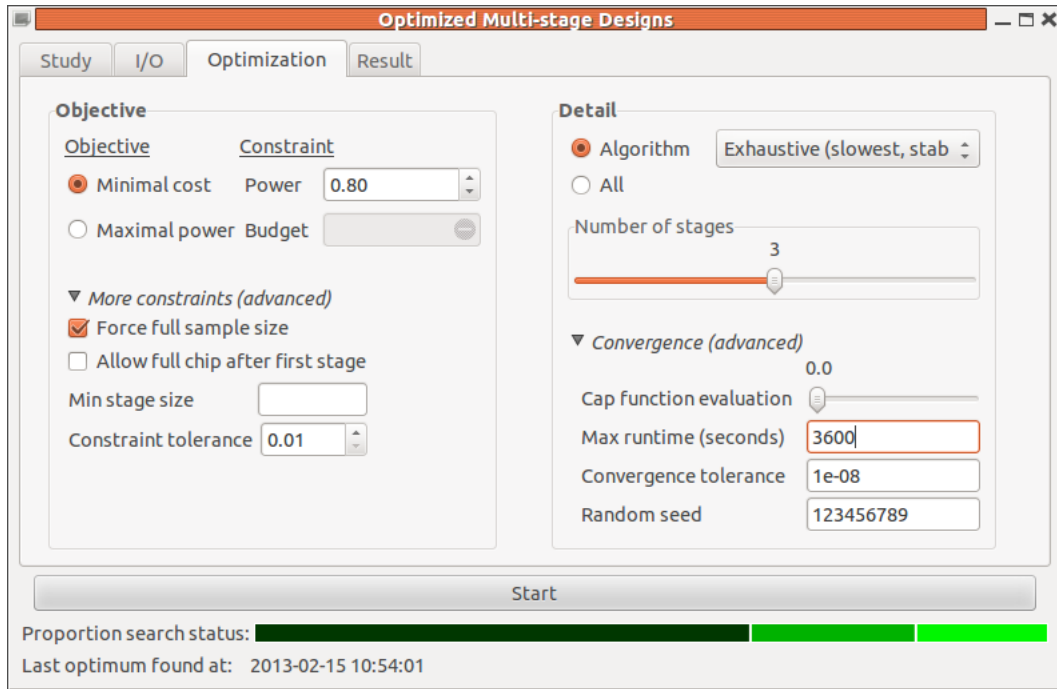 Optimized Multi-stage Designs
Study I/O Optimization Result
Objective
Objective Constraint
Minimal cost Power 0.80
Maximal power Budget
More constraints (advanced)
Force full sample size
Allow full chip after first stage
Min stage size
Constraint tolerance 0.01
Detail
Algorithm Exhaustive (slowest, stab
All
Number of stages
3
Convergence (advanced)
0.0
Cap function evaluation
Max runtime (seconds) 3600
Convergence tolerance 1e-08
Random seed 123456789
Start
Proportion search status:
Last optimum found at: 2013-02-15 10:54:01